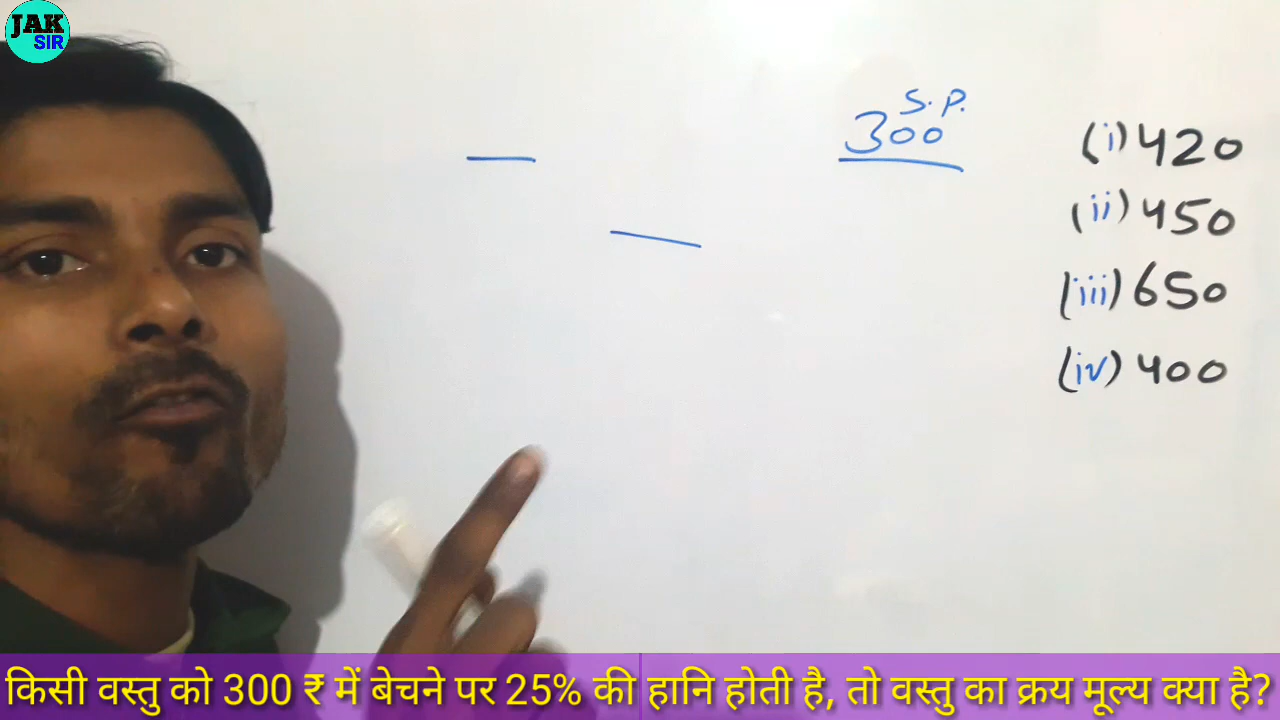 JAK
SIR
S.P.
300
(i) 420
(ii) 450
(iii) 650
(iv) 400
किसी वस्तु को 300 ₹ में बेचने पर 25% की हानि होती है, तो वस्तु का क्रय मूल्य क्या है?